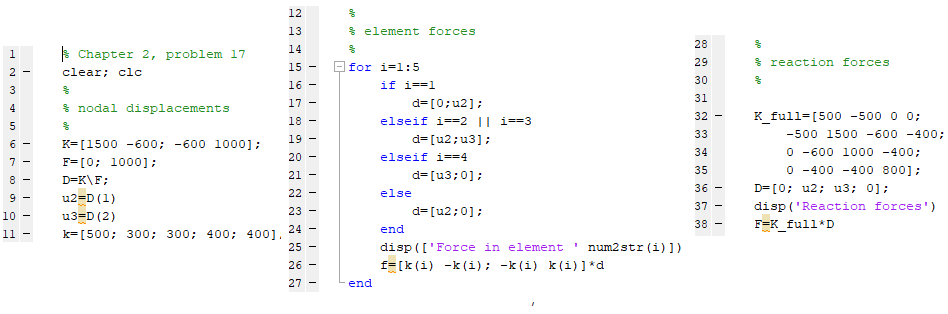 1 % Chapter 2, problem 17
2 – clear; clc
3 %
4 % nodal displacements
5 %
6 – K=[1500 -600; -600 1000];
7 – F=[0; 1000];
8 – D=K\F;
9 – u2=D(1)
10 – u3=D(2)
11 – k=[500; 300; 300; 400; 400],
12 %
13 % element forces
14 %
15 – for i=1:5
16 – if i==1
17 – d=[0;u2];
18 – elseif i==2 || i==3
19 – d=[u2;u3];
20 – elseif i==4
21 – d=[u3;0];
22 – else
23 – d=[u2;0];
24 – end
25 – disp(['Force in element ' num2str(i)])
26 – f=[k(i) -k(i); -k(i) k(i)]*d
27 – end
28 %
29 % reaction forces
30 %
31
32 – K_full=[500 -500 0 0;
33 -500 1500 -600 -400;
34 0 -600 1000 -400;
35 0 -400 -400 800];
36 – D=[0; u2; u3; 0];
37 – disp('Reaction forces')
38 – F=K_full*D